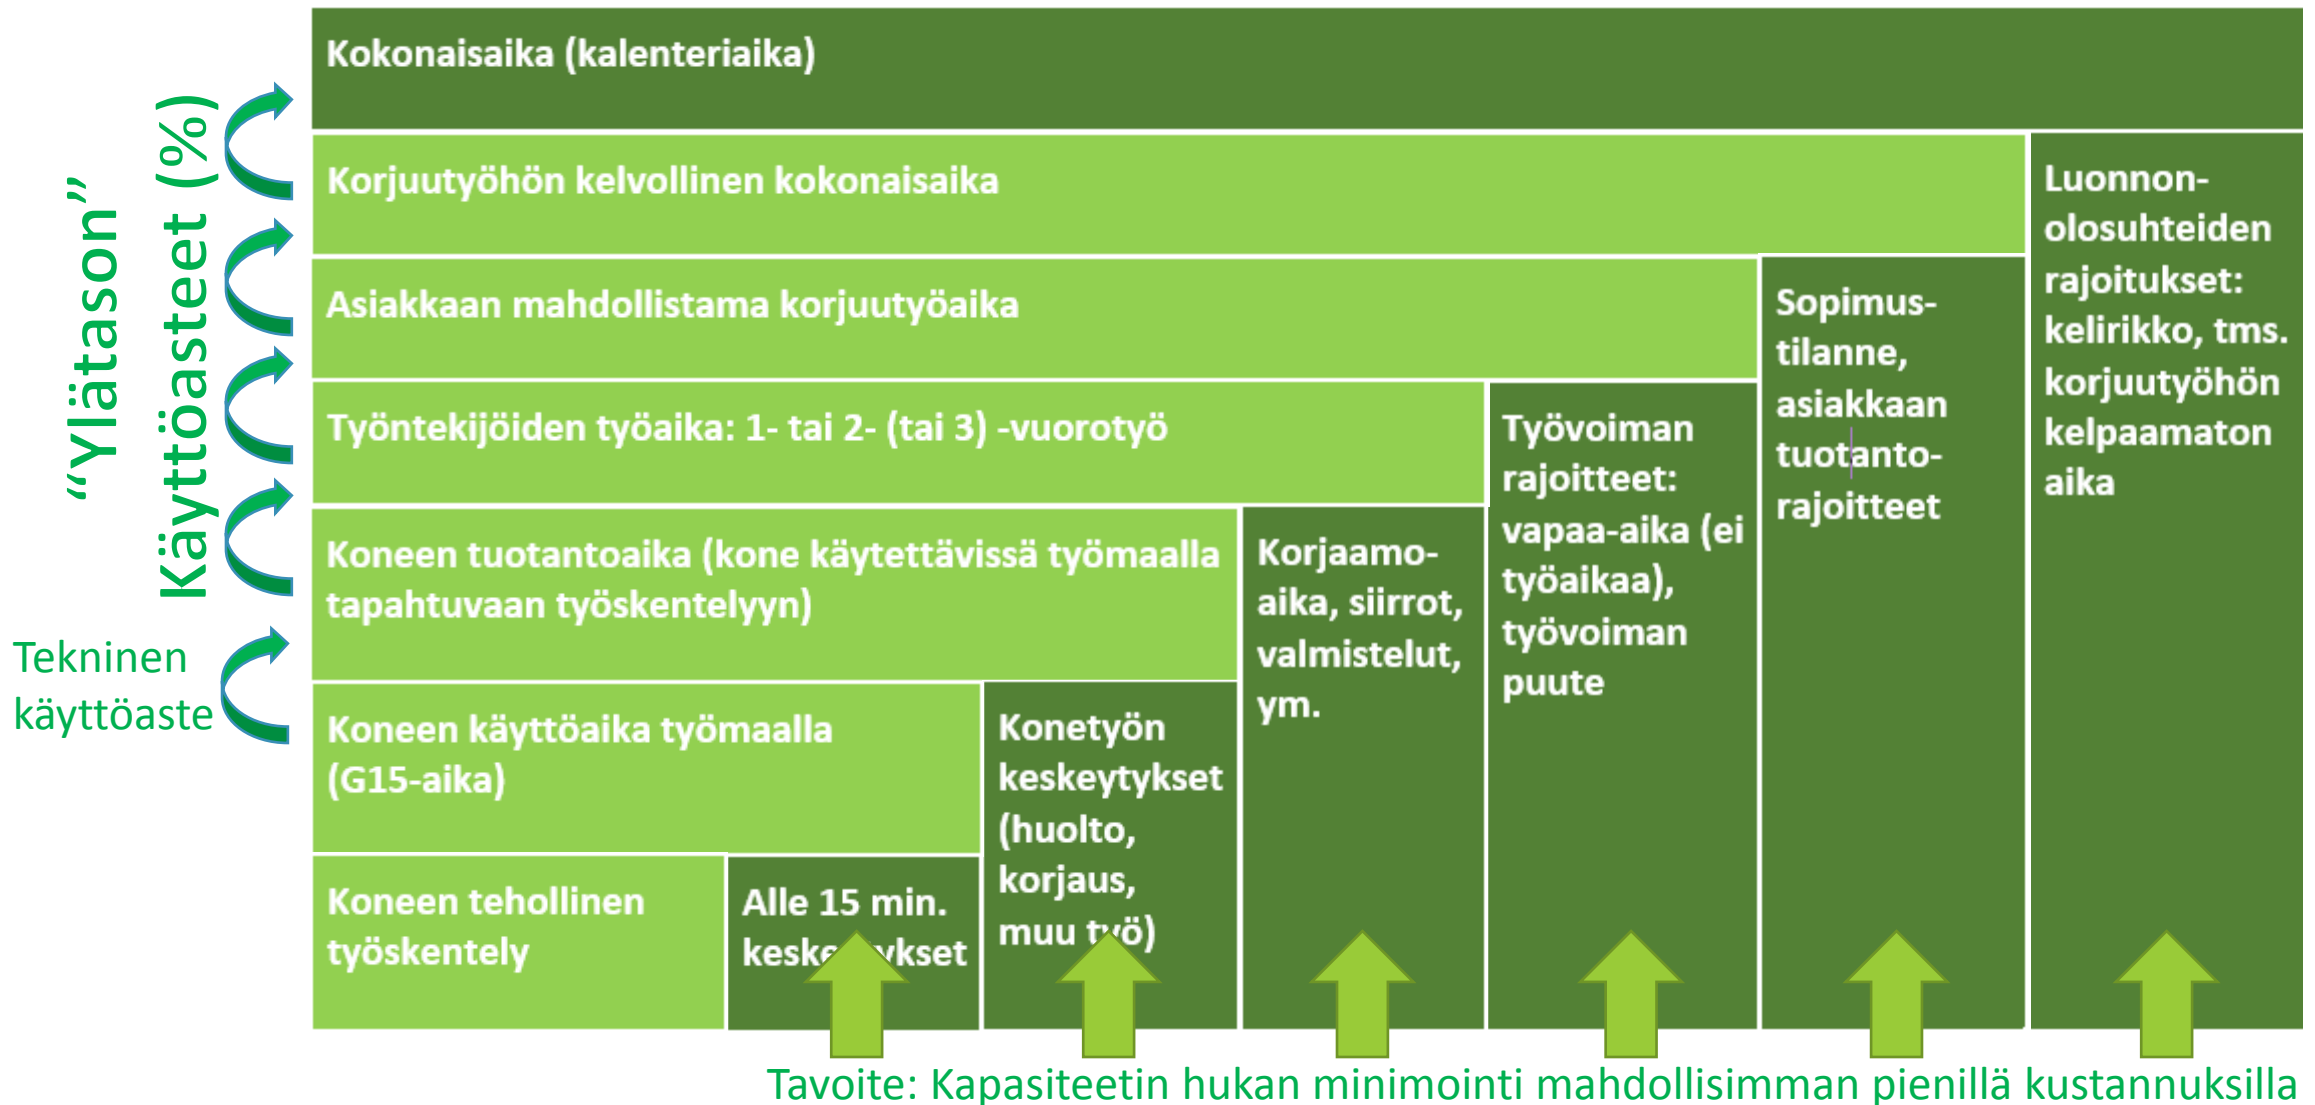 Kokonaisaika (kalenteriaika)
"Ylätason"
Käyttöasteet (%)
Korjuutyöhön kelvollinen kokonaisaika
Luonnon-
olosuhteiden
rajoitukset:
kelirikko, tms.
korjuutyöhön
kelpaamaton
aika
Asiakkaan mahdollistama korjuutyöaika
Sopimus-
tilanne,
asiakkaan
tuotanto-
rajoitteet
Työntekijöiden työaika: 1- tai 2- (tai 3) -vuorotyö
Työvoiman
rajoitteet:
vapaa-aika (ei
työaikaa),
työvoiman
puute
Koneen tuotantoaika (kone käytettävissä työmaalla
tapahtuvaan työskentelyyn)
Korjaamo-
aika, siirrot,
valmistelut,
ym.
Tekninen
käyttöaste
Koneen käyttöaika työmaalla
(G15-aika)
Konetyön
keskeytykset
(huolto,
korjaus,
muu työ)
Koneen tehollinen
työskentely
Alle 15 min.
keskeytykset
Tavoite: Kapasiteetin hukan minimointi mahdollisimman pienillä kustannuksilla